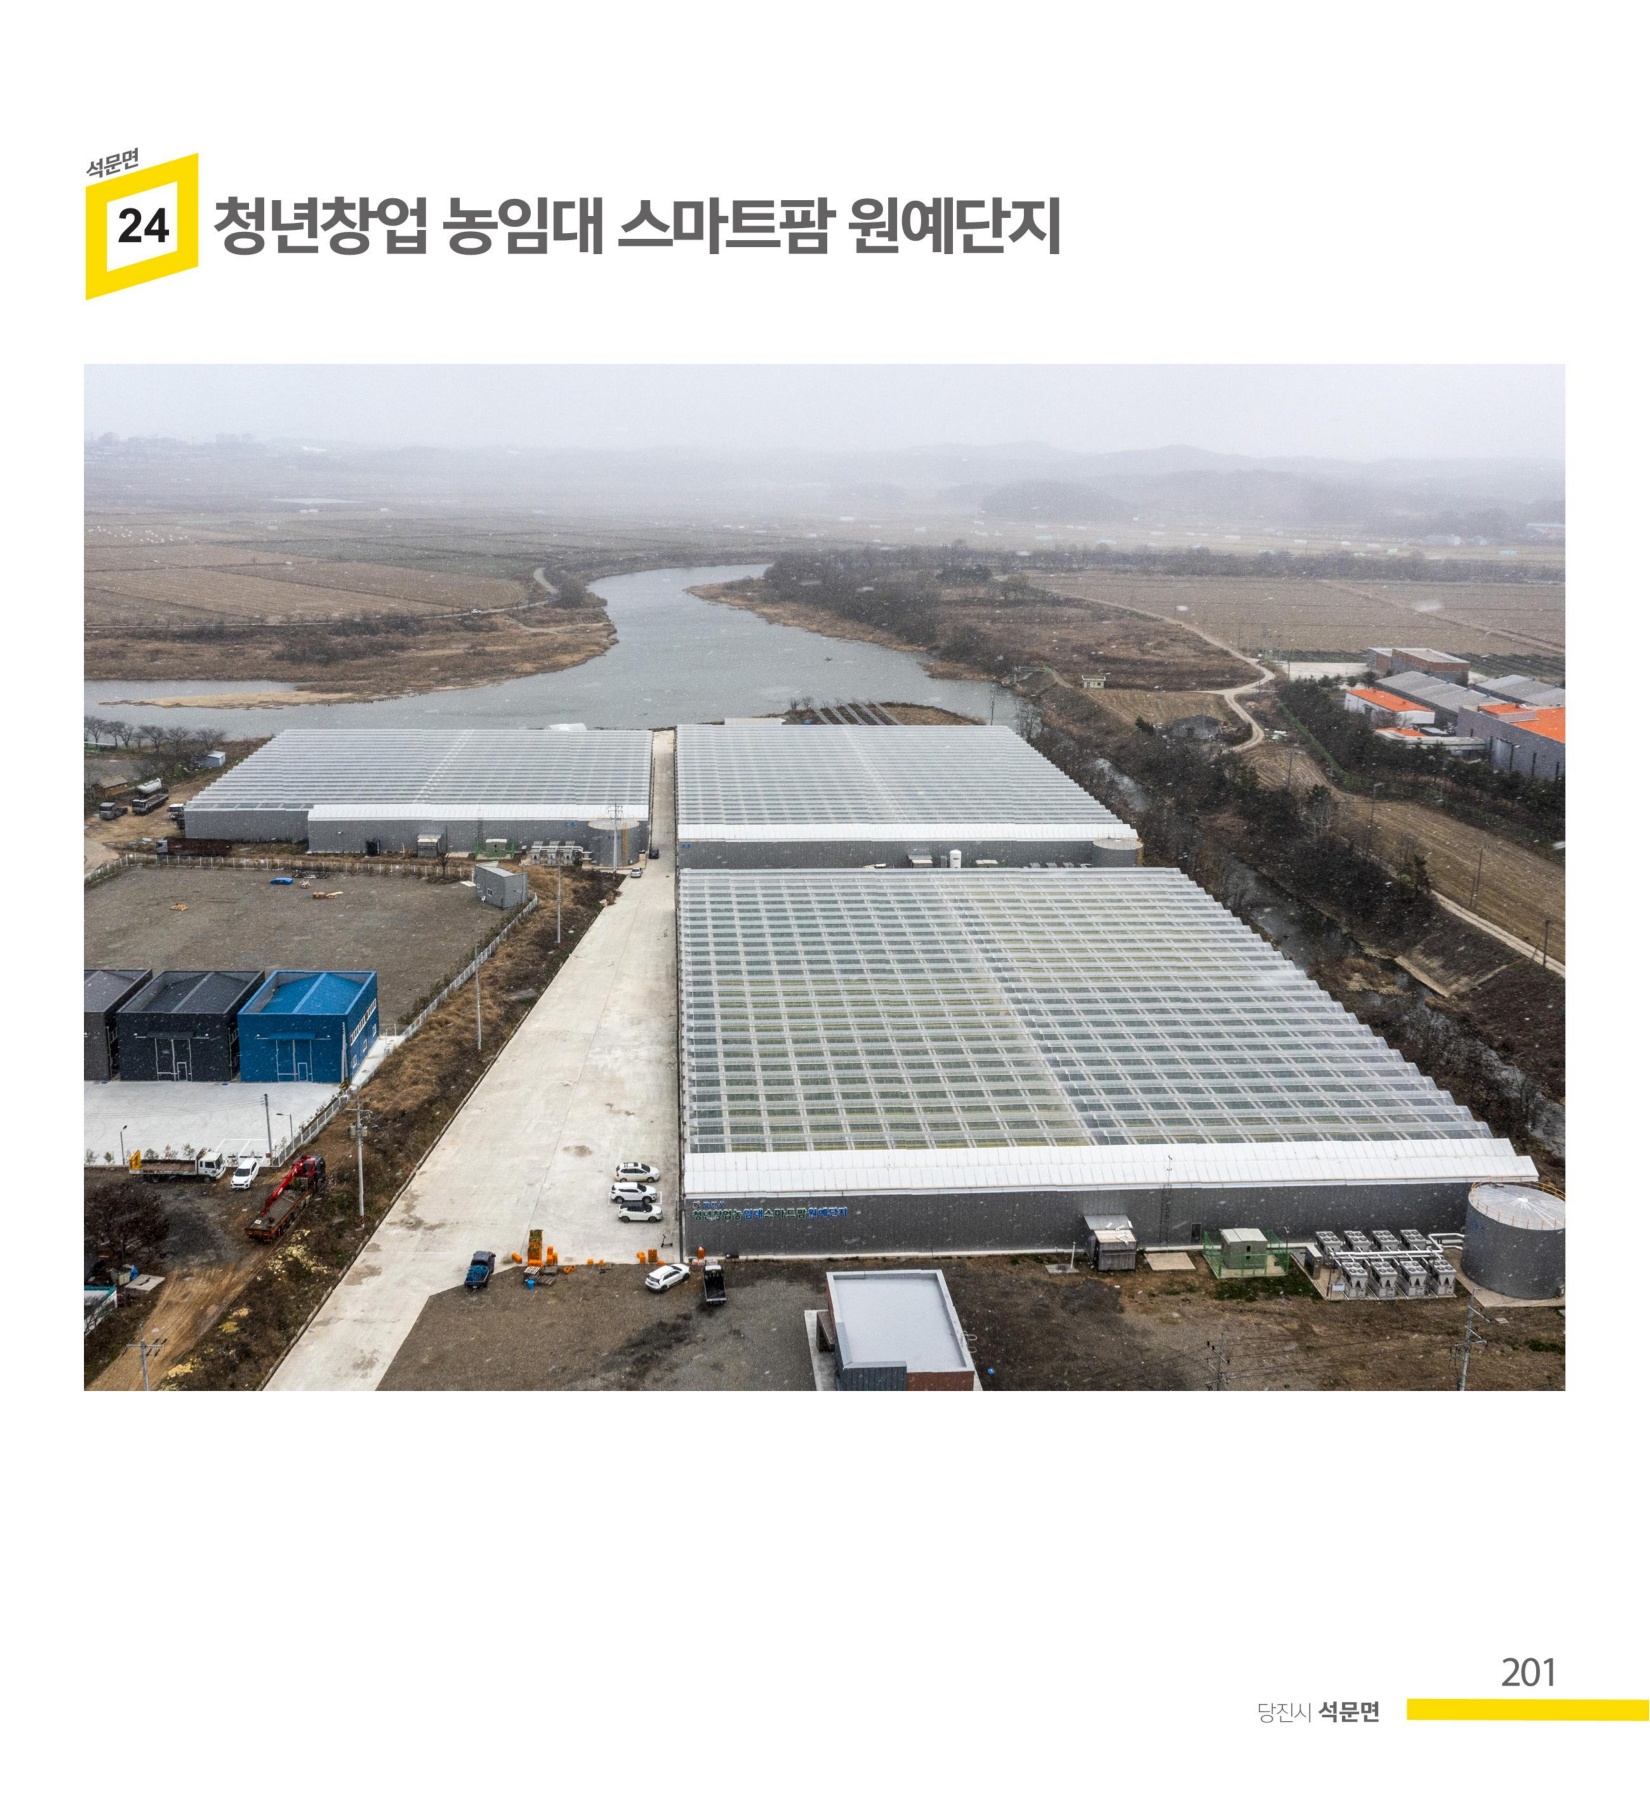 석문면
24
청년창업 농임대 스마트팜 원예단지
청년창업농임대스마트팜원예단지
201
당진시 석문면